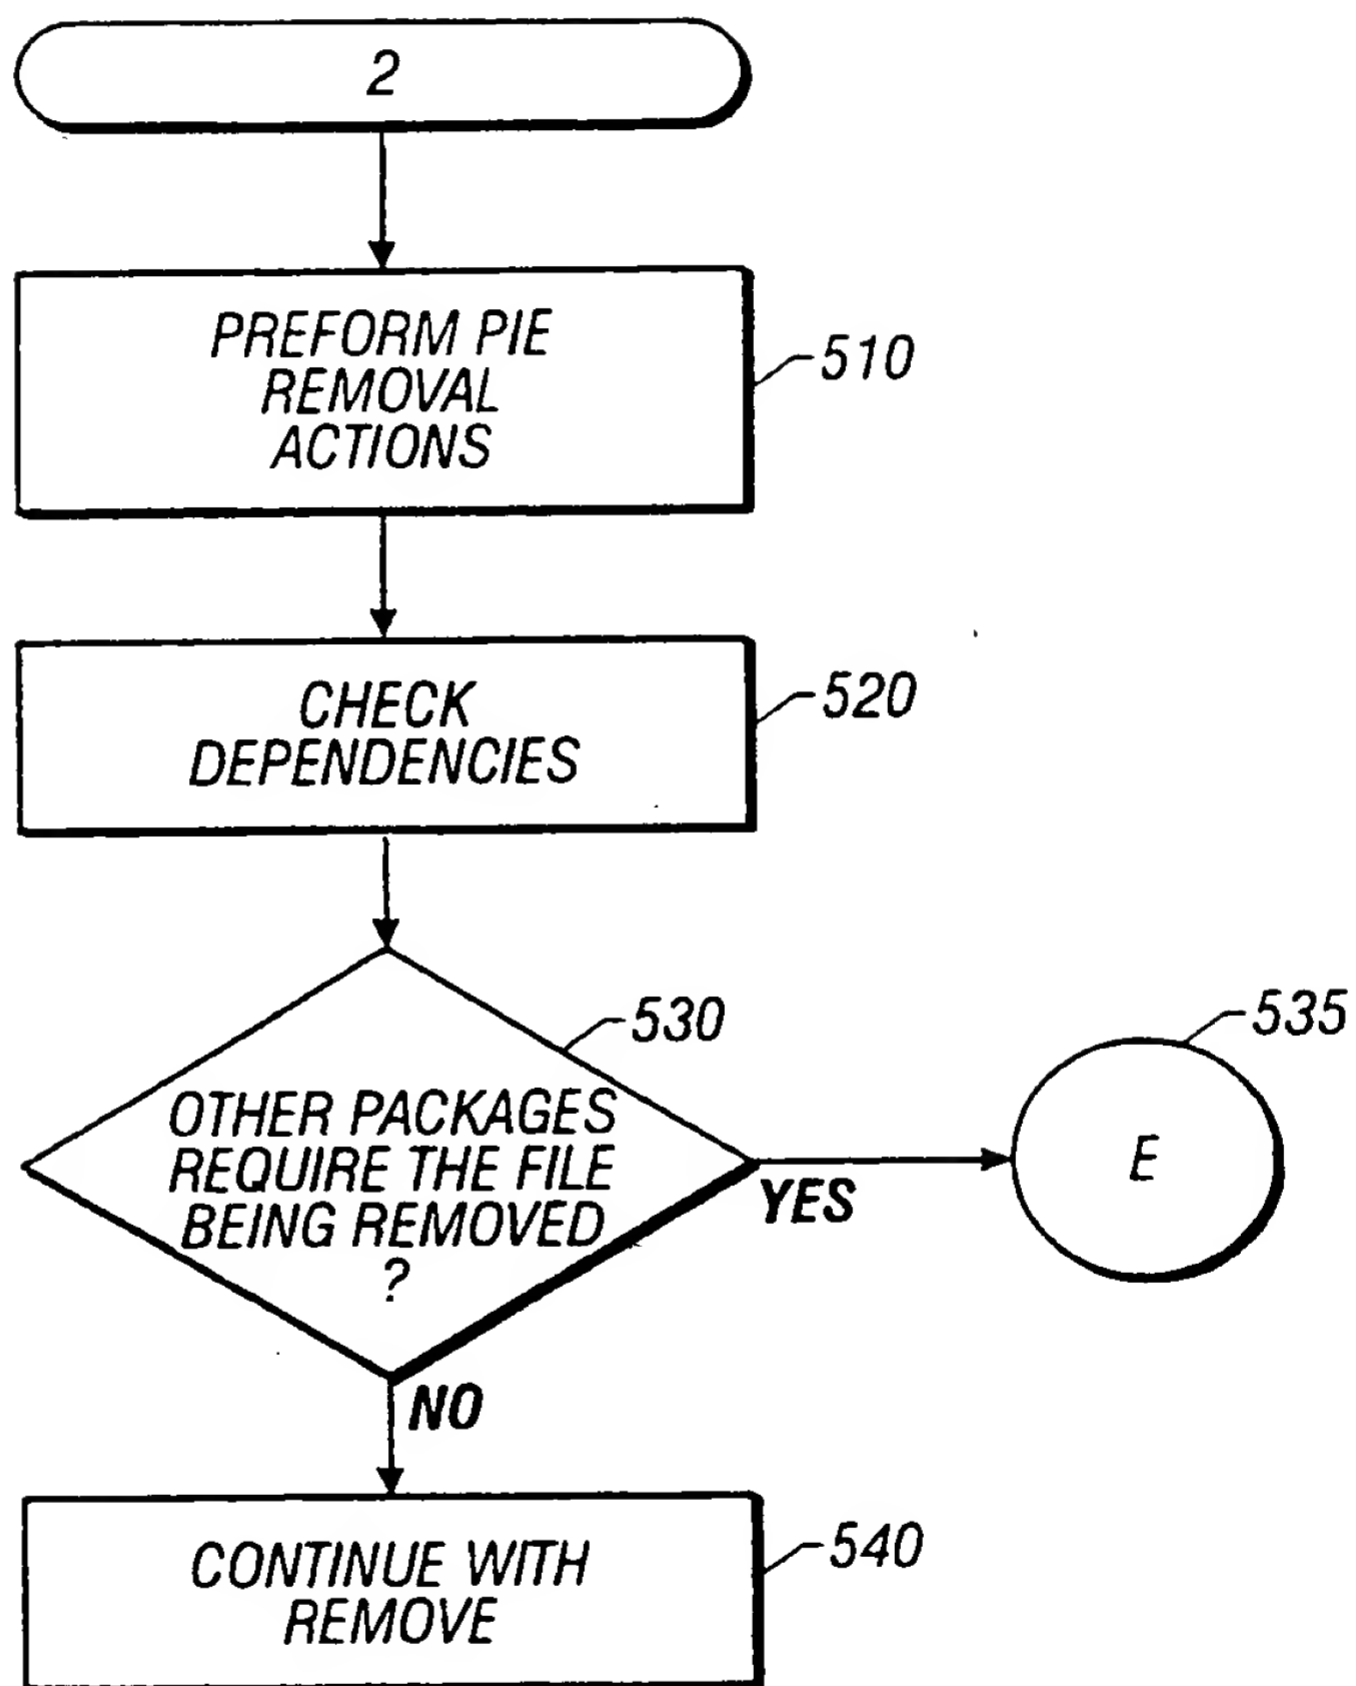 2
PREFORM PIE
REMOVAL
ACTIONS
510
CHECK
DEPENDENCIES
520
530
OTHER PACKAGES
REQUIRE THE FILE
BEING REMOVED
?
YES
535
E
NO
CONTINUE WITH
REMOVE
540